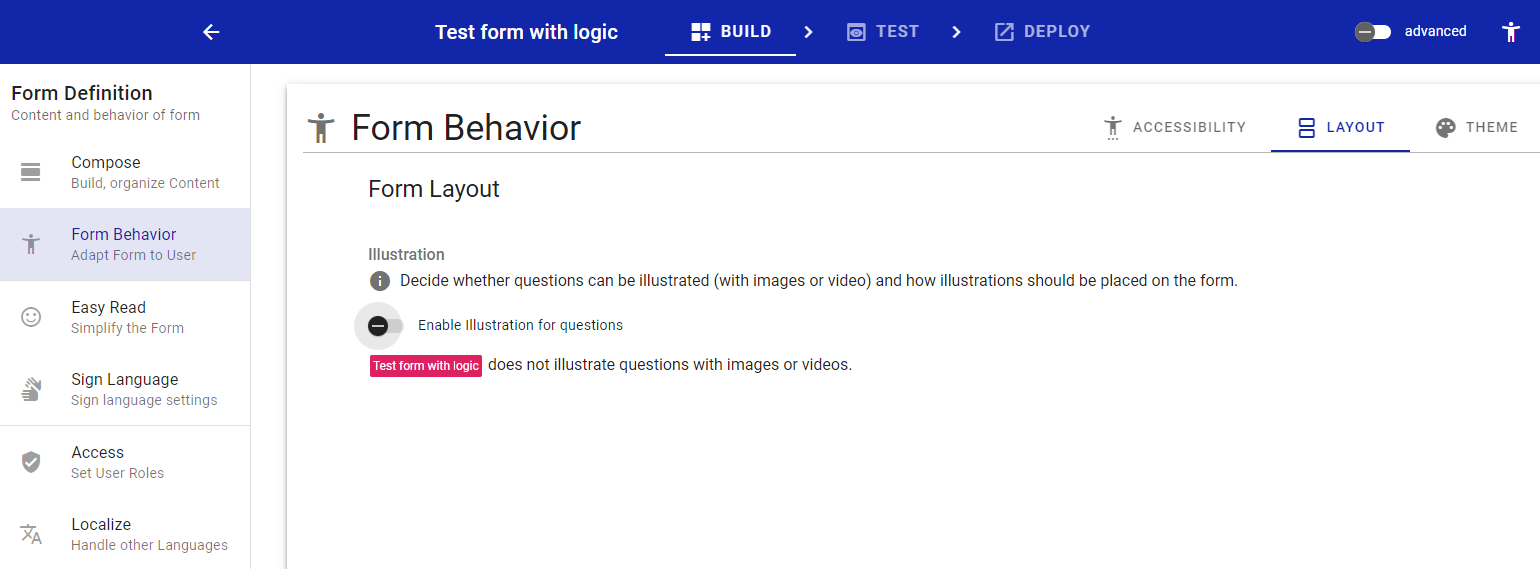 Test form with logic
BUILD
TEST
DEPLOY
advanced
Form Definition
Content and behavior of form
Compose
Build, organize Content
Form Behavior
Adapt Form to User
Easy Read
Simplify the Form
Sign Language
Sign language settings
Access
Set User Roles
Localize
Handle other Languages
Form Behavior
ACCESSIBILITY
LAYOUT
THEME
Form Layout
Illustration
Decide whether questions can be illustrated (with images or video) and how illustrations should be placed on the form.
Enable Illustration for questions
Test form with logic does not illustrate questions with images or videos.